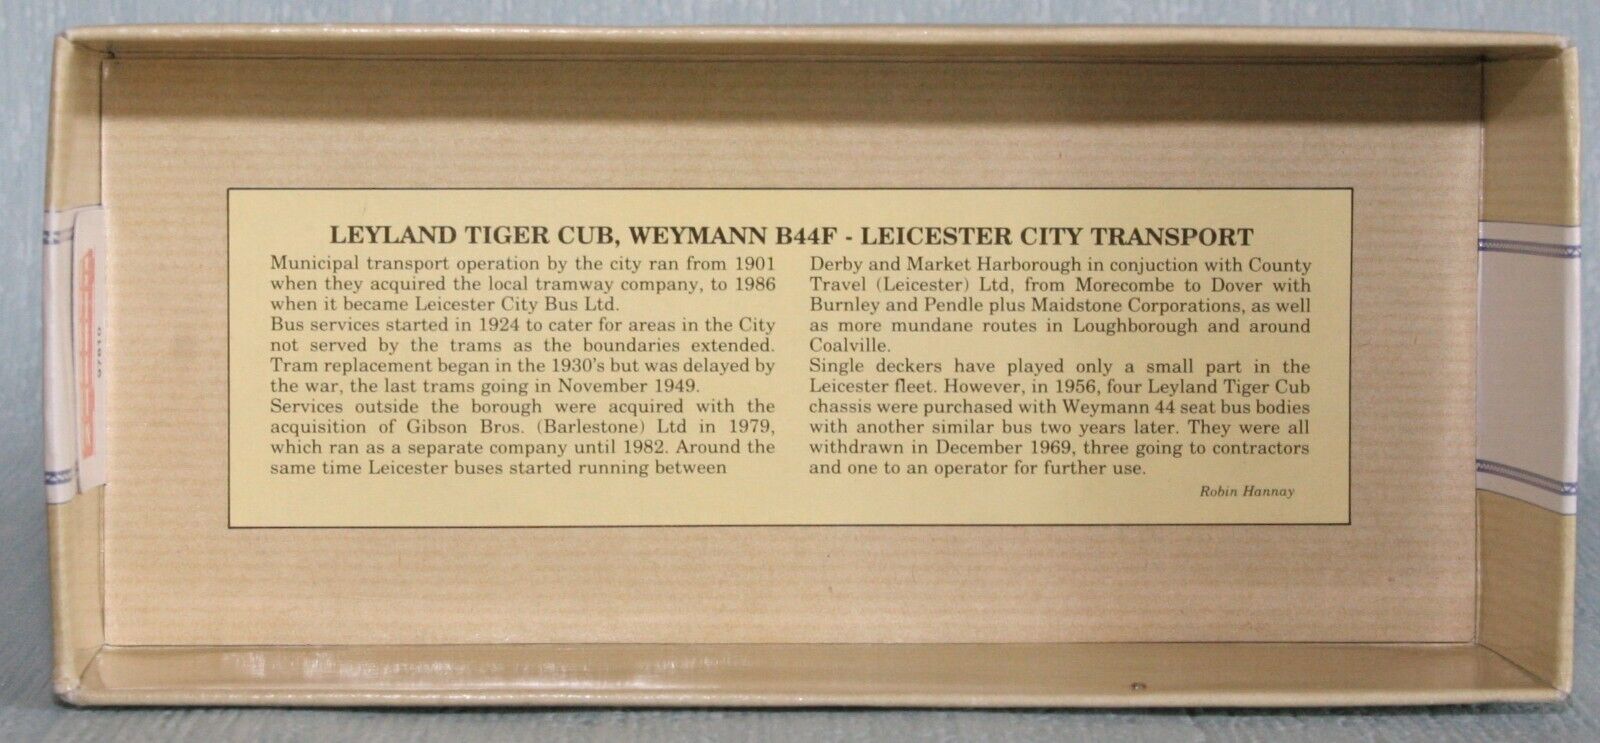 LEYLAND TIGER CUB, WEYMANN B44F - LEICESTER CITY TRANSPORT
Municipal transport operation by the city ran from 1901
when they acquired the local tramway company, to 1986
when it became Leicester City Bus Ltd.
Bus services started in 1924 to cater for areas in the City
not served by the trams as the boundaries extended.
Tram replacement began in the 1930's but was delayed by
the war, the last trams going in November 1949.
Services outside the borough were acquired with the
acquisition of Gibson Bros. (Barlestone) Ltd in 1979,
which ran as a separate company until 1982. Around the
same time Leicester buses started running between
Derby and Market Harborough in conjuction with County
Travel (Leicester) Ltd, from Morecombe to Dover with
Burnley and Pendle plus Maidstone Corporations, as well
as more mundane routes in Loughborough and around
Coalville.
Single deckers have played only a small part in the
Leicester fleet. However, in 1956, four Leyland Tiger Cub
chassis were purchased with Weymann 44 seat bus bodies
with another similar bus two years later. They were all
withdrawn in December 1969, three going to contractors
and one to an operator for further use.
Robin Hannay
97810